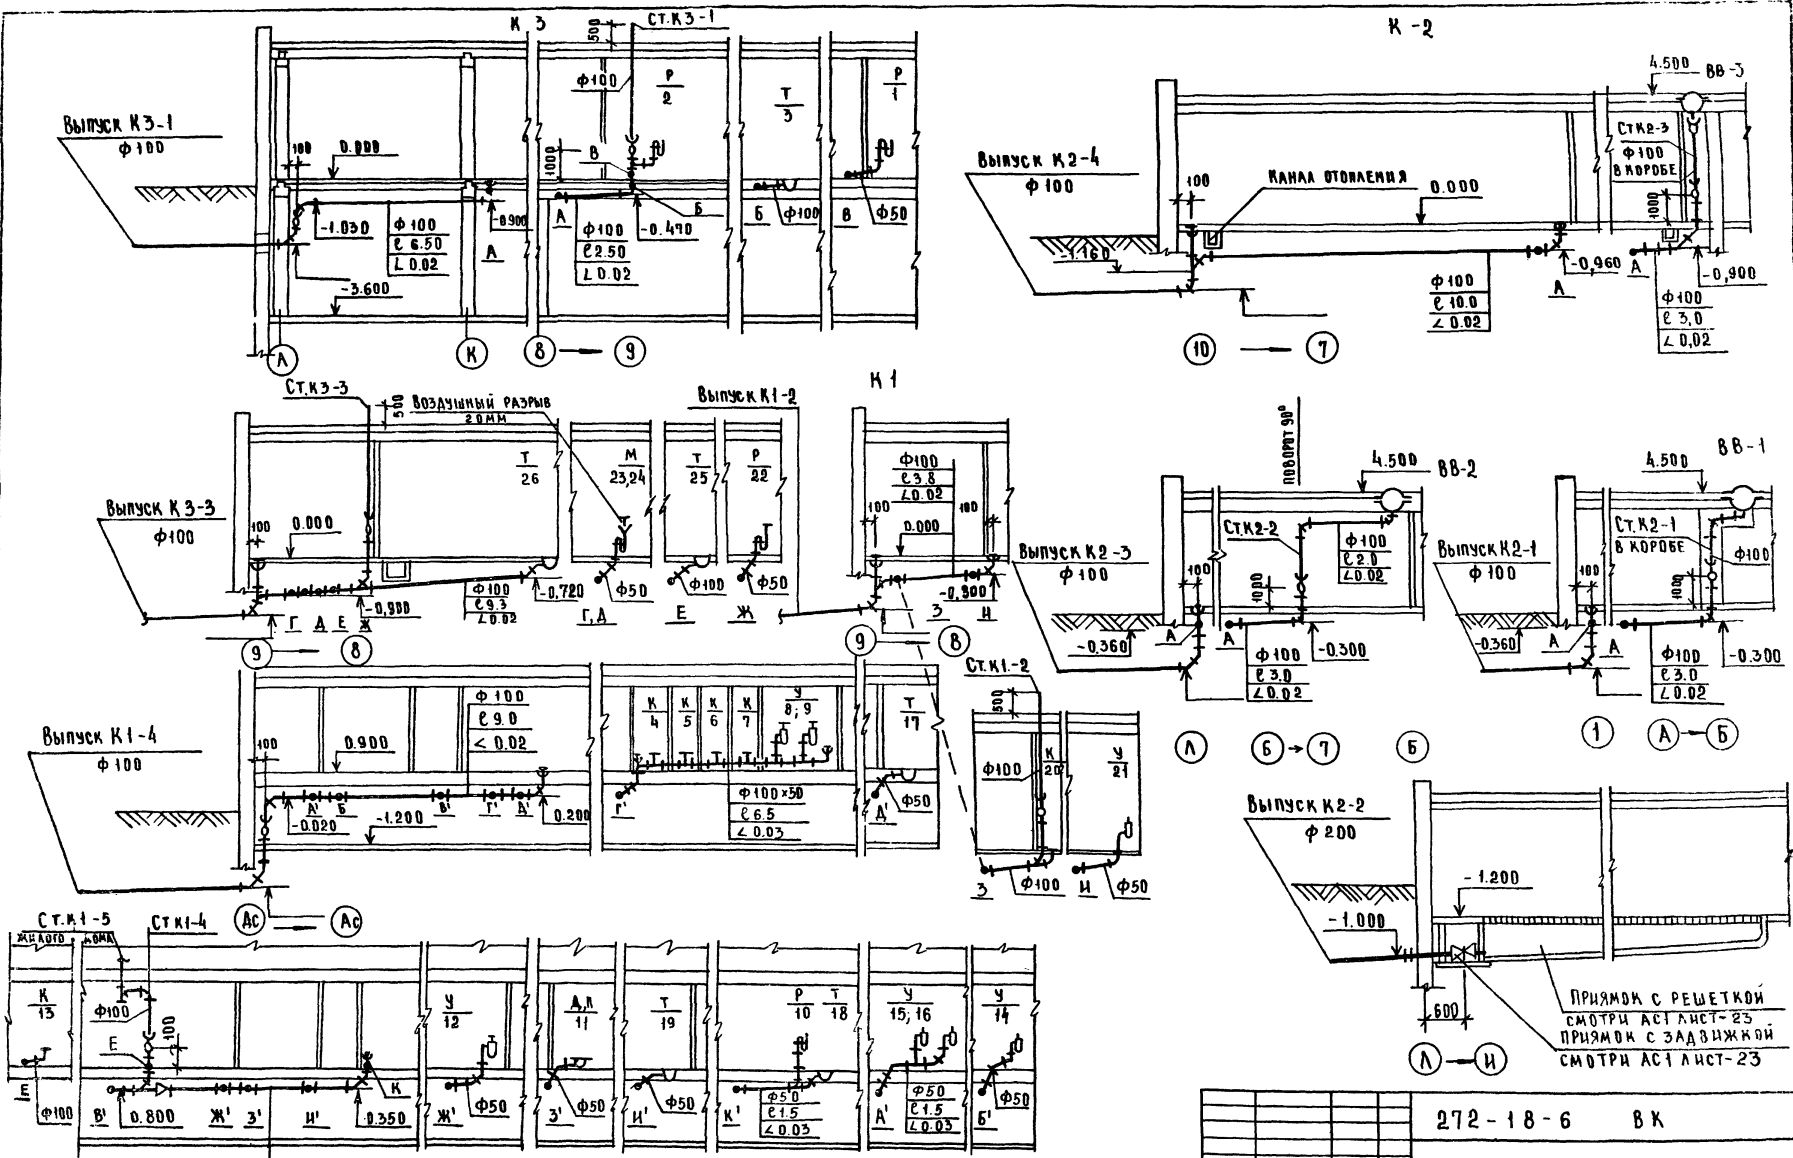 К 3
СТ.К3-1
500
Выпуск К3-1
ф100
100
0.000
-1.030
ф100
ℓ 6.50
∠ 0.02
-3.600
-0.900
А
А
К
8
9
ф100
Р
2
1000
В
А
ф100
ℓ2.50
∠ 0.02
-0.470
Б
Т
3
Б
ф100
Р
1
В
ф50
К-2
4.500
ВВ-3
Выпуск К2-4
ф100
100
КАНАЛ ОТОПЛЕНИЯ
0.000
СТК2-3
ф100
В КОРОБЕ
1000
-1.160
ф100
ℓ 10.0
∠ 0.02
-0,960
А
А
ф100
ℓ 3,0
∠ 0,02
-0,900
10
7
СТ.К3-3
500
ВОЗДУШНЫЙ РАЗРЫВ
20ММ
Выпуск К3-3
ф100
100
0.000
Т
26
М
23,24
Т
25
Р
22
Г Д Е Ж
-0,900
ф100
ℓ9.3
∠0.02
-0,720
ф50
Г,Д
ф100
Е
ф50
Ж
9
8
К1
Выпуск К1-2
ф100
ℓ3.8
∠0.02
100
0.000
100
-0,900
З
И
9
8
ПОВОРОТ 90°
4.500
ВВ-2
Выпуск К2-3
ф100
СТ.К2-2
100
1000
ф100
ℓ2.0
∠0.02
-0.360
А
А
ф100
ℓ3.0
∠0.02
-0.300
Л
6
7
Б
4.500
ВВ-1
Выпуск К2-1
ф100
СТ.К2-1
В КОРОБЕ
ф100
100
1000
-0.360
А
А
ф100
ℓ3.0
∠0.02
-0.300
1
А
Б
Выпуск К1-4
ф100
100
0.900
ф100
ℓ9.0
∠ 0.02
А' Б В' Г' Д'
-0.020
-1.200
0.200
К
4
К
5
К
6
К
7
У
8;9
Т
17
Г'
ф100×50
ℓ6.5
∠ 0.03
Д'
ф50
Дс
Ас
СТ.К1-2
500
К
20
У
21
ф100
З
ф100
И
ф50
Выпуск К2-2
ф200
-1.200
-1.000
600
ПРИЯМОК С РЕШЕТКОЙ
СМОТРИ АС1 ЛИСТ-23
ПРИЯМОК С ЗАДВИЖКОЙ
СМОТРИ АС1 ЛИСТ-23
Л
И
СТ.К1-5
ЖИЛОГО ДОМА
СТК1-4
К
13
ф100
100
Е
Е
ф100
В'
0.800
Ж'
З'
И'
0.350
К
У
12
Ж'
ф50
Д,Л
11
З'
ф50
Т
19
И'
ф50
Р
10
Т
18
К'
ф50
ℓ1.5
∠0.03
У
15;16
А'
ф50
ℓ1.5
∠0.03
У
14
Б'
ф50
272-18-6 ВК